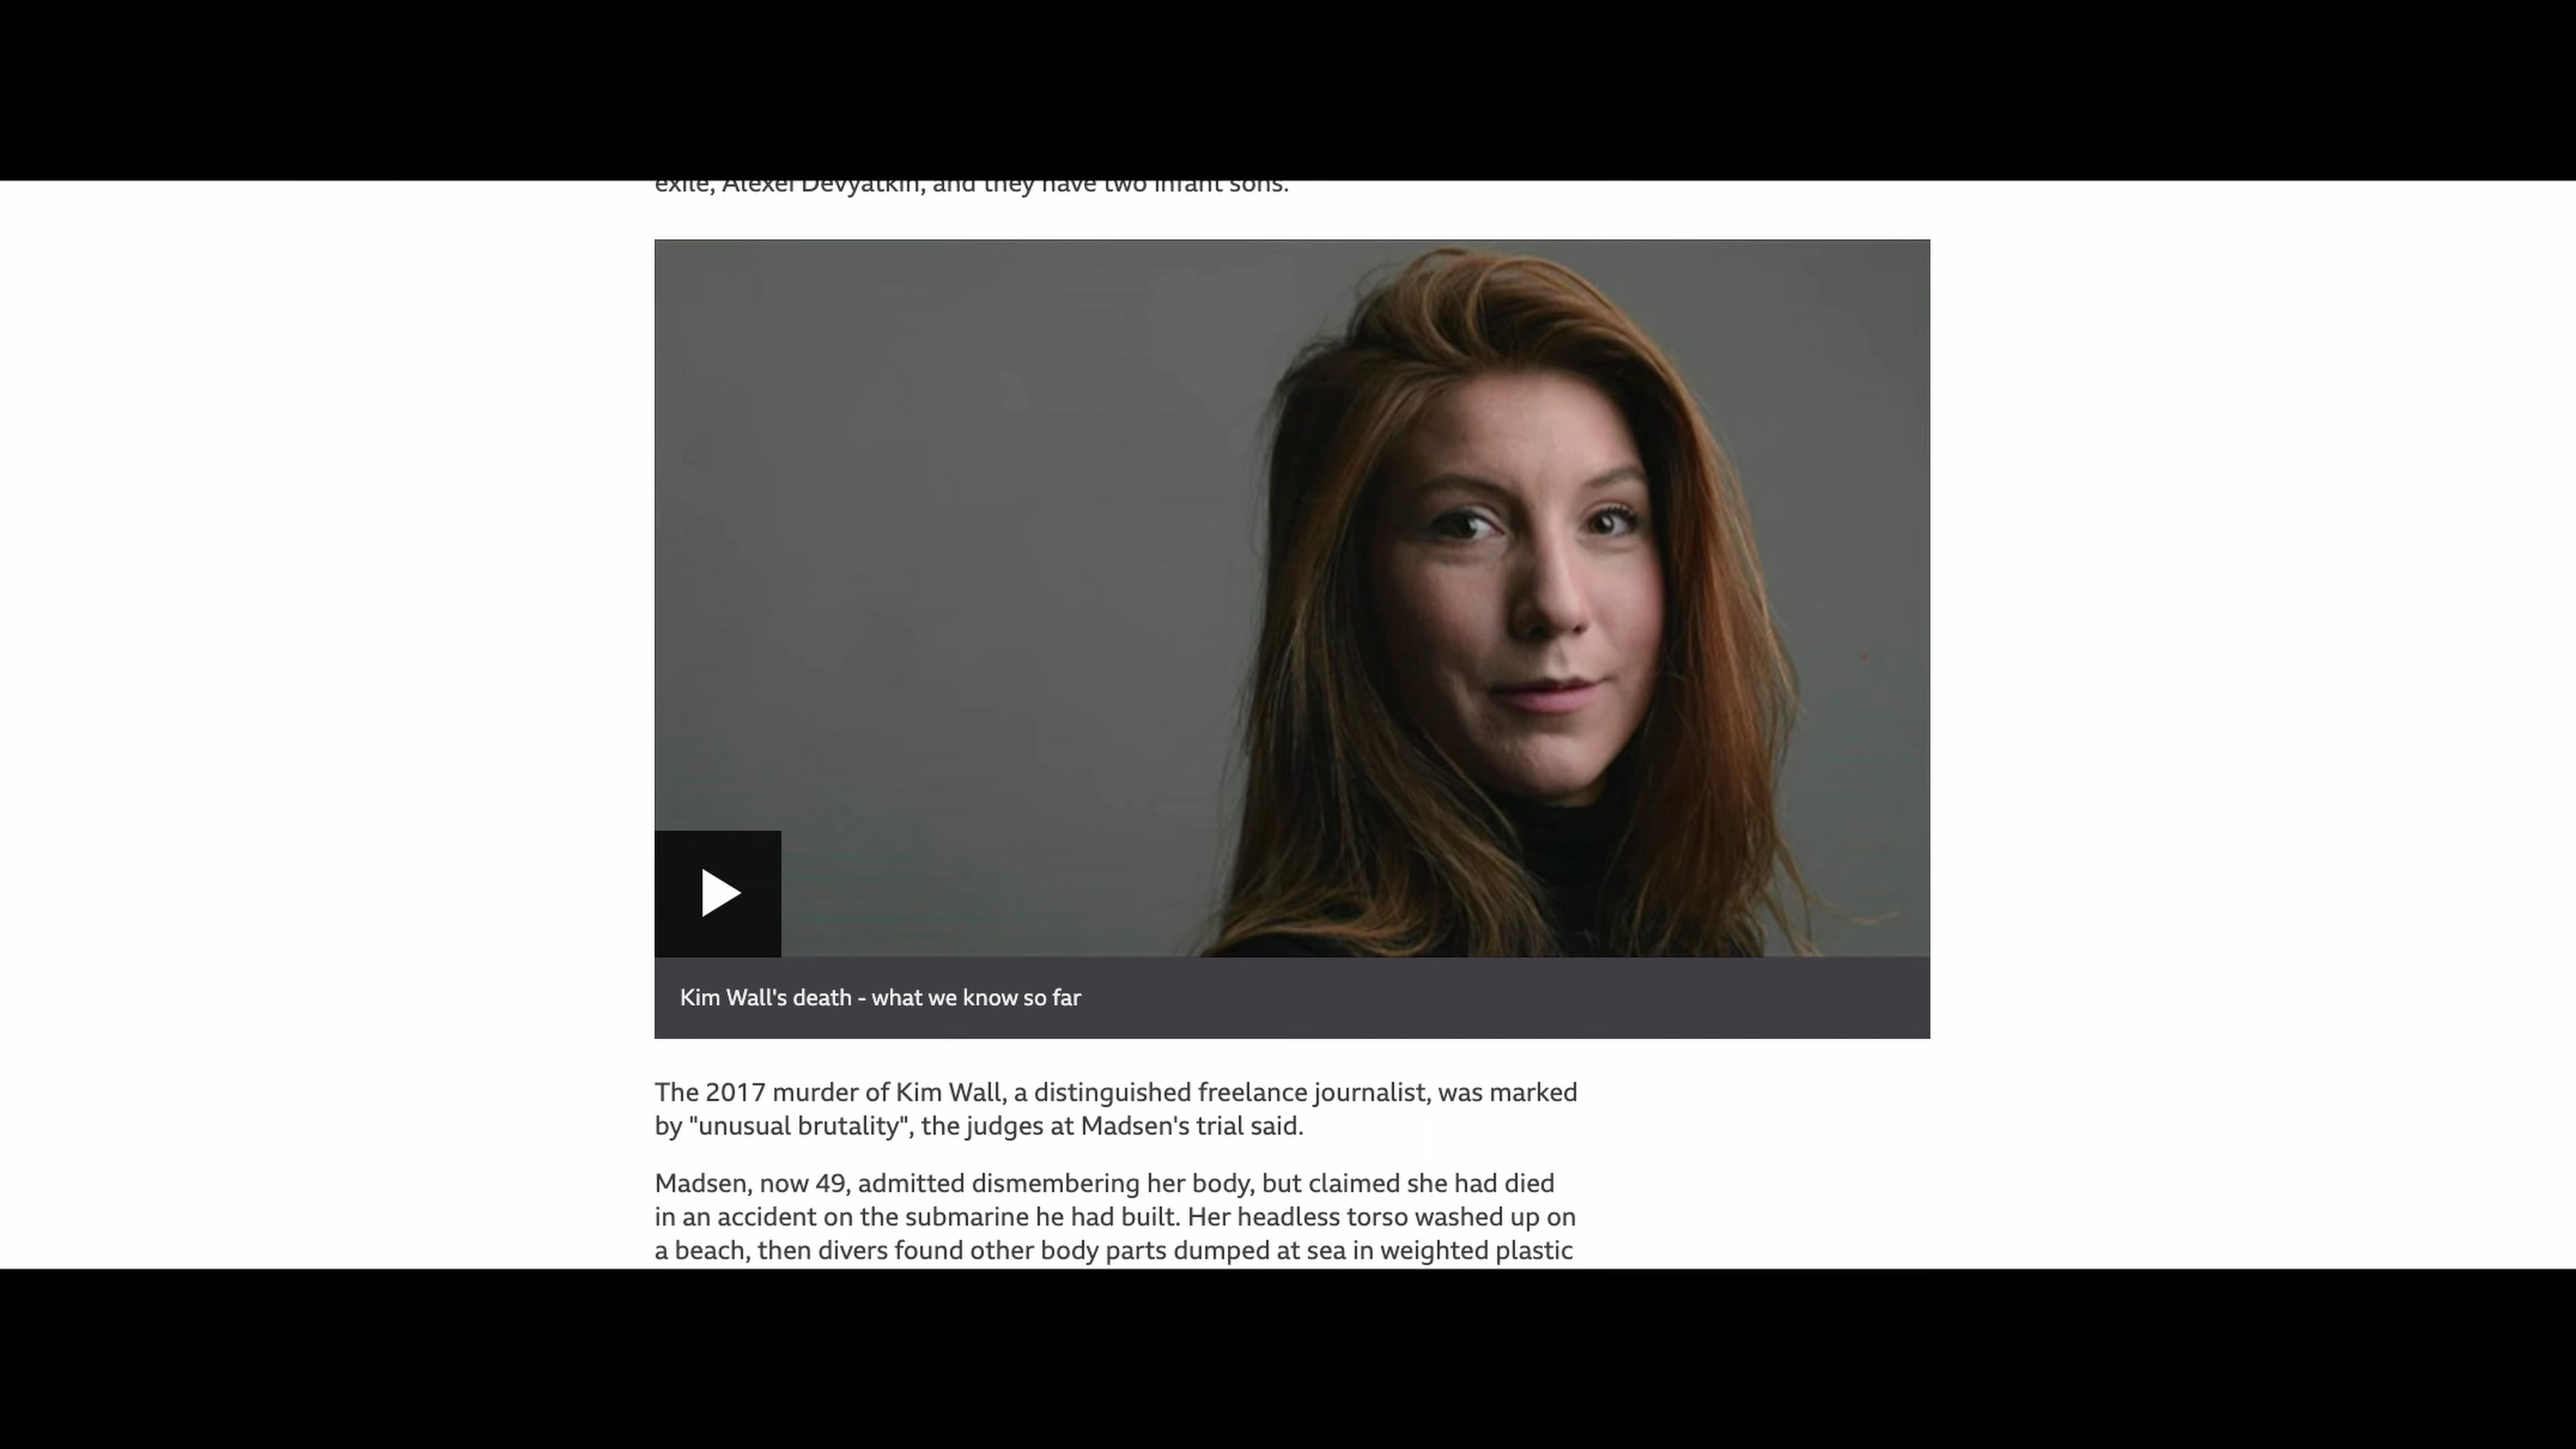 exile, Alexei Devyatkin, and they have two infant sons.
Kim Wall's death - what we know so far
The 2017 murder of Kim Wall, a distinguished freelance journalist, was marked
by "unusual brutality", the judges at Madsen's trial said.
Madsen, now 49, admitted dismembering her body, but claimed she had died
in an accident on the submarine he had built. Her headless torso washed up on
a beach, then divers found other body parts dumped at sea in weighted plastic